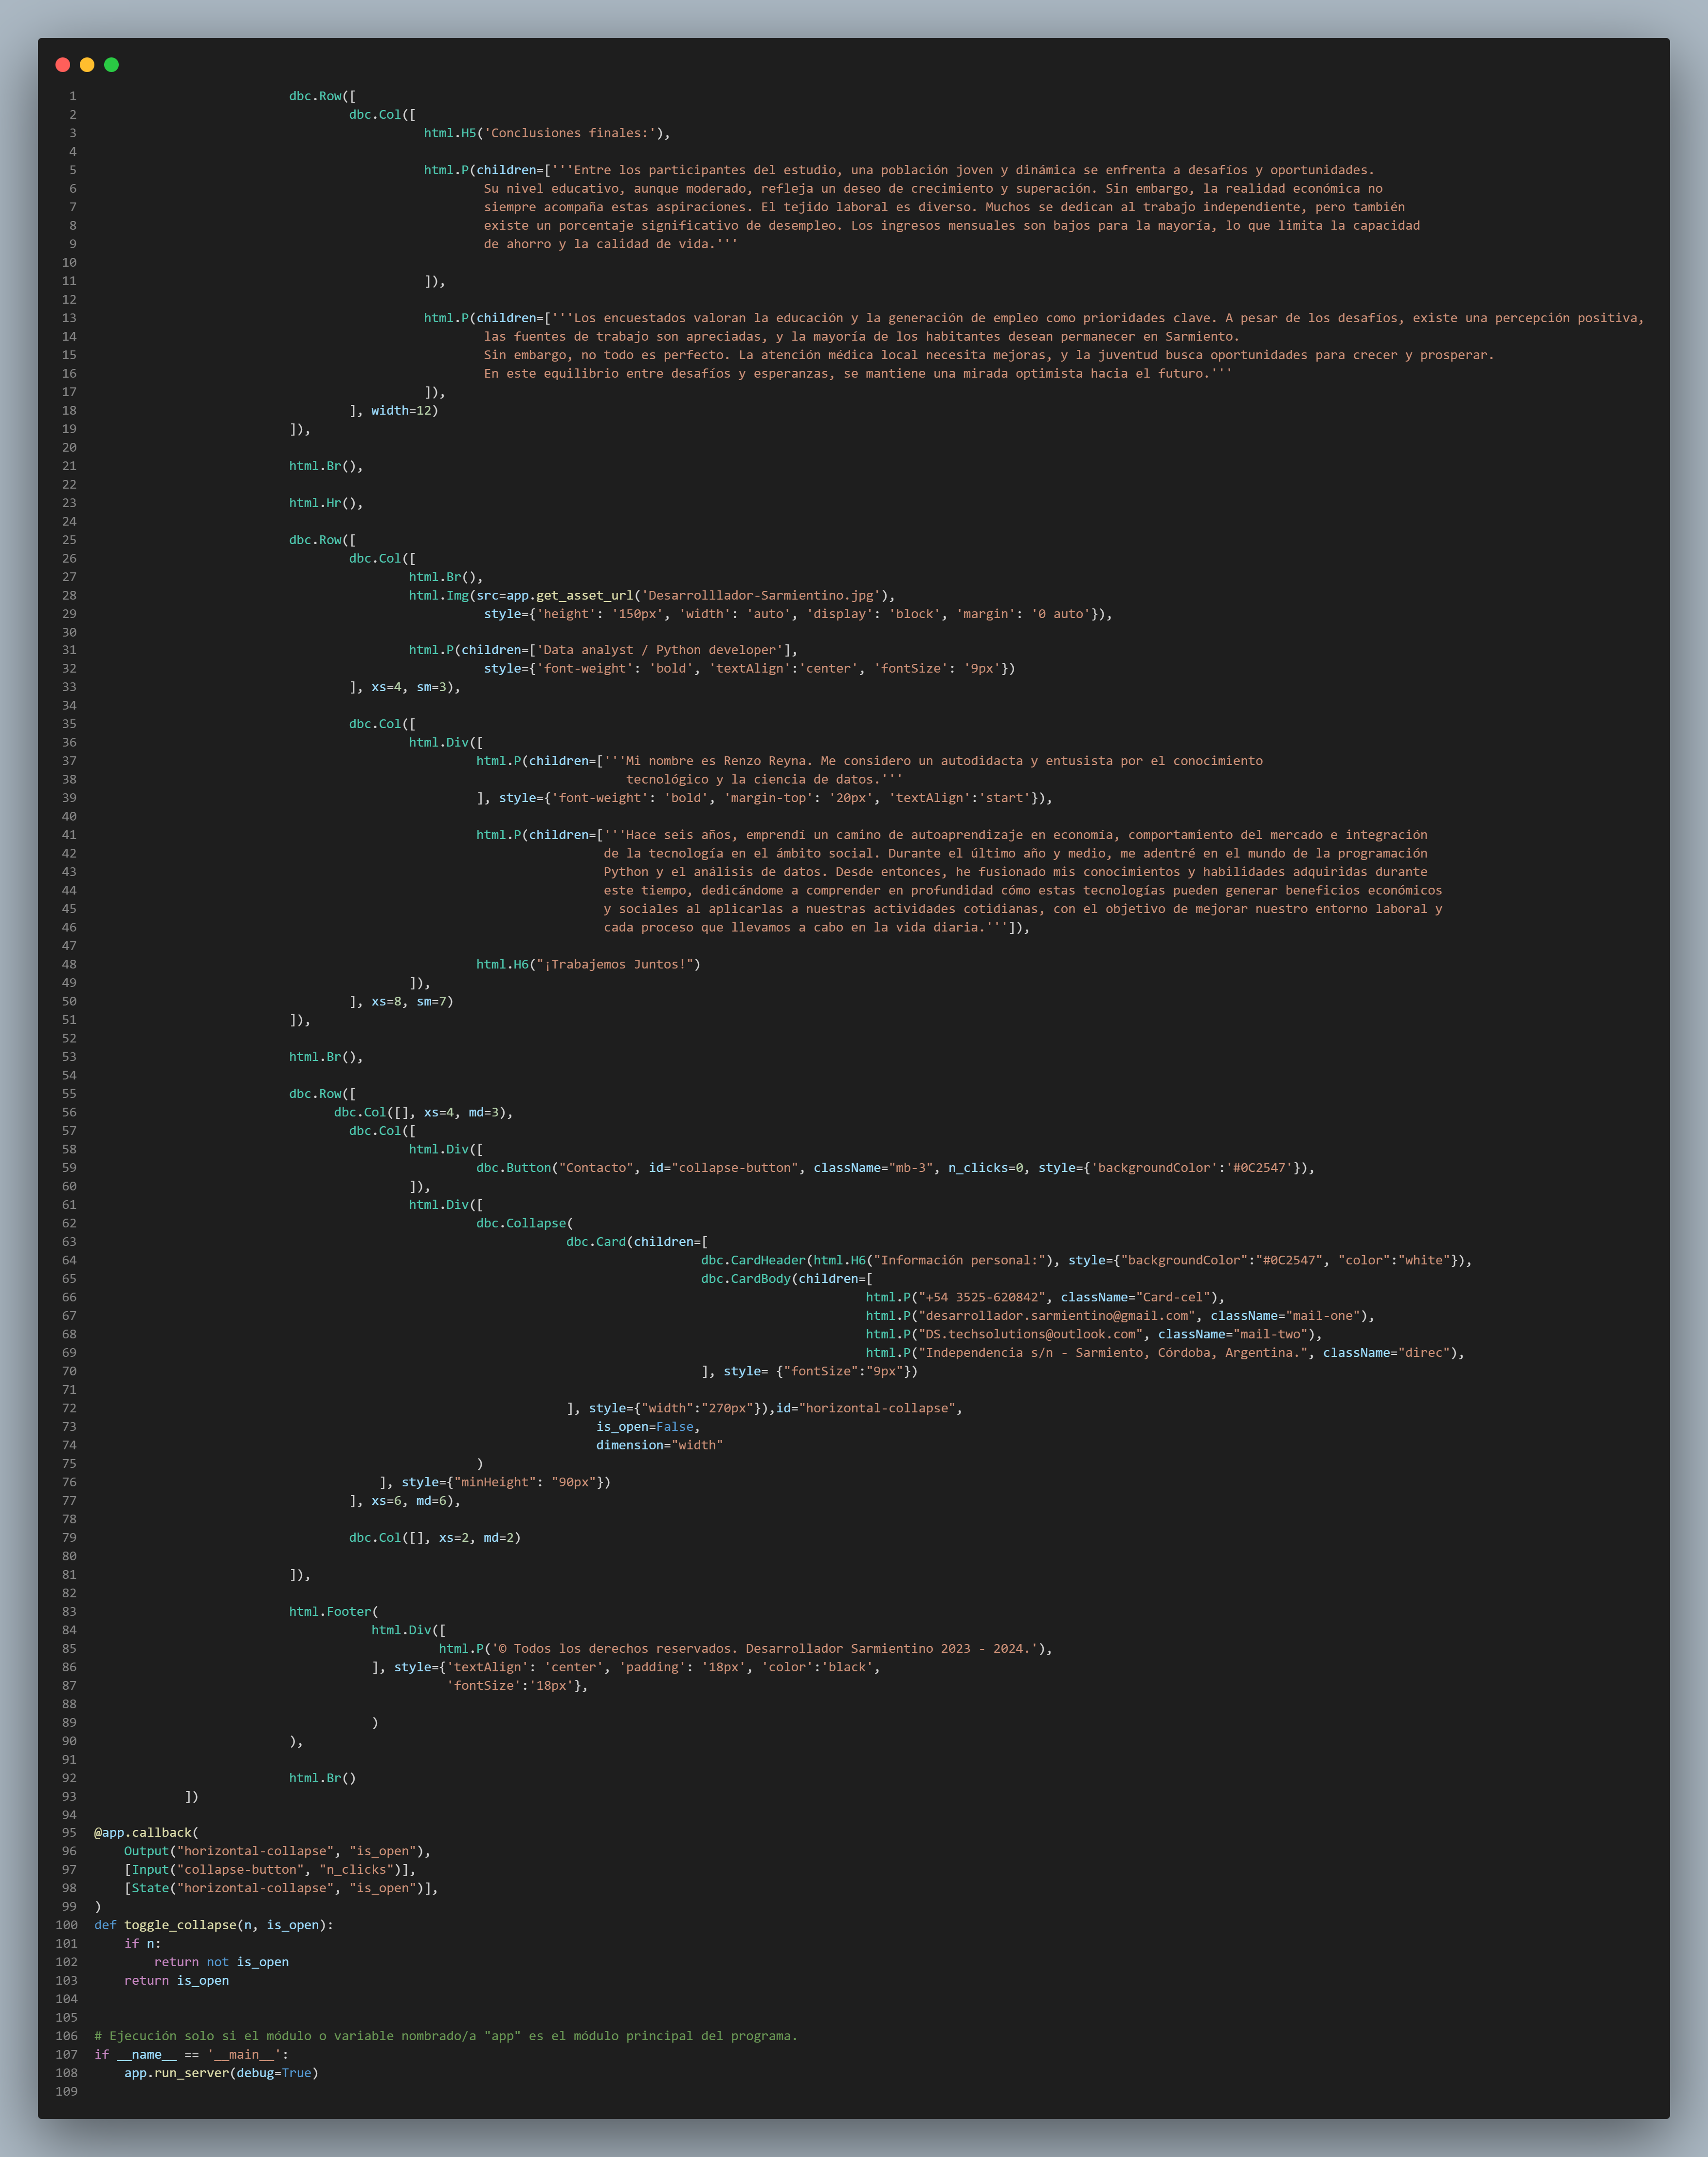 1 dbc.Row([
2 dbc.Col([
3 html.H5('Conclusiones finales:'),
4
5 html.P(children=['''Entre los participantes del estudio, una población joven y dinámica se enfrenta a desafíos y oportunidades.
6 Su nivel educativo, aunque moderado, refleja un deseo de crecimiento y superación. Sin embargo, la realidad económica no
7 siempre acompaña estas aspiraciones. El tejido laboral es diverso. Muchos se dedican al trabajo independiente, pero también
8 existe un porcentaje significativo de desempleo. Los ingresos mensuales son bajos para la mayoría, lo que limita la capacidad
9 de ahorro y la calidad de vida.'''
10
11 ]),
12
13 html.P(children=['''Los encuestados valoran la educación y la generación de empleo como prioridades clave. A pesar de los desafíos, existe una percepción positiva,
14 las fuentes de trabajo son apreciadas, y la mayoría de los habitantes desean permanecer en Sarmiento.
15 Sin embargo, no todo es perfecto. La atención médica local necesita mejoras, y la juventud busca oportunidades para crecer y prosperar.
16 En este equilibrio entre desafíos y esperanzas, se mantiene una mirada optimista hacia el futuro.'''
17 ]),
18 ], width=12)
19 ]),
20
21 html.Br(),
22
23 html.Hr(),
24
25 dbc.Row([
26 dbc.Col([
27 html.Br(),
28 html.Img(src=app.get_asset_url('Desarrolllador-Sarmientino.jpg'),
29 style={'height': '150px', 'width': 'auto', 'display': 'block', 'margin': '0 auto'}),
30
31 html.P(children=['Data analyst / Python developer'],
32 style={'font-weight': 'bold', 'textAlign':'center', 'fontSize': '9px'})
33 ], xs=4, sm=3),
34
35 dbc.Col([
36 html.Div([
37 html.P(children=['''Mi nombre es Renzo Reyna. Me considero un autodidacta y entusista por el conocimiento
38 tecnológico y la ciencia de datos.'''
39 ], style={'font-weight': 'bold', 'margin-top': '20px', 'textAlign':'start'}),
40
41 html.P(children=['''Hace seis años, emprendí un camino de autoaprendizaje en economía, comportamiento del mercado e integración
42 de la tecnología en el ámbito social. Durante el último año y medio, me adentré en el mundo de la programación
43 Python y el análisis de datos. Desde entonces, he fusionado mis conocimientos y habilidades adquiridas durante
44 este tiempo, dedicándome a comprender en profundidad cómo estas tecnologías pueden generar beneficios económicos
45 y sociales al aplicarlas a nuestras actividades cotidianas, con el objetivo de mejorar nuestro entorno laboral y
46 cada proceso que llevamos a cabo en la vida diaria.''']),
47
48 html.H6("¡Trabajemos Juntos!")
49 ]),
50 ], xs=8, sm=7)
51 ]),
52
53 html.Br(),
54
55 dbc.Row([
56 dbc.Col([], xs=4, md=3),
57 dbc.Col([
58 html.Div([
59 dbc.Button("Contacto", id="collapse-button", className="mb-3", n_clicks=0, style={'backgroundColor':'#0C2547'}),
60 ]),
61 html.Div([
62 dbc.Collapse(
63 dbc.Card(children=[
64 dbc.CardHeader(html.H6("Información personal:"), style={"backgroundColor":"#0C2547", "color":"white"}),
65 dbc.CardBody(children=[
66 html.P("+54 3525-620842", className="Card-cel"),
67 html.P("desarrollador.sarmientino@gmail.com", className="mail-one"),
68 html.P("DS.techsolutions@outlook.com", className="mail-two"),
69 html.P("Independencia s/n - Sarmiento, Córdoba, Argentina.", className="direc"),
70 ], style= {"fontSize":"9px"})
71
72 ], style={"width":"270px"}),id="horizontal-collapse",
73 is_open=False,
74 dimension="width"
75 )
76 ], style={"minHeight": "90px"})
77 ], xs=6, md=6),
78
79 dbc.Col([], xs=2, md=2)
80
81 ]),
82
83 html.Footer(
84 html.Div([
85 html.P('© Todos los derechos reservados. Desarrollador Sarmientino 2023 - 2024.'),
86 ], style={'textAlign': 'center', 'padding': '18px', 'color':'black',
87 'fontSize':'18px'},
88
89 )
90 ),
91
92 html.Br()
93 ])
94
95 @app.callback(
96 Output("horizontal-collapse", "is_open"),
97 [Input("collapse-button", "n_clicks")],
98 [State("horizontal-collapse", "is_open")],
99 )
100 def toggle_collapse(n, is_open):
101 if n:
102 return not is_open
103 return is_open
104
105
106 # Ejecución solo si el módulo o variable nombrado/a "app" es el módulo principal del programa.
107 if __name__ == '__main__':
108 app.run_server(debug=True)
109